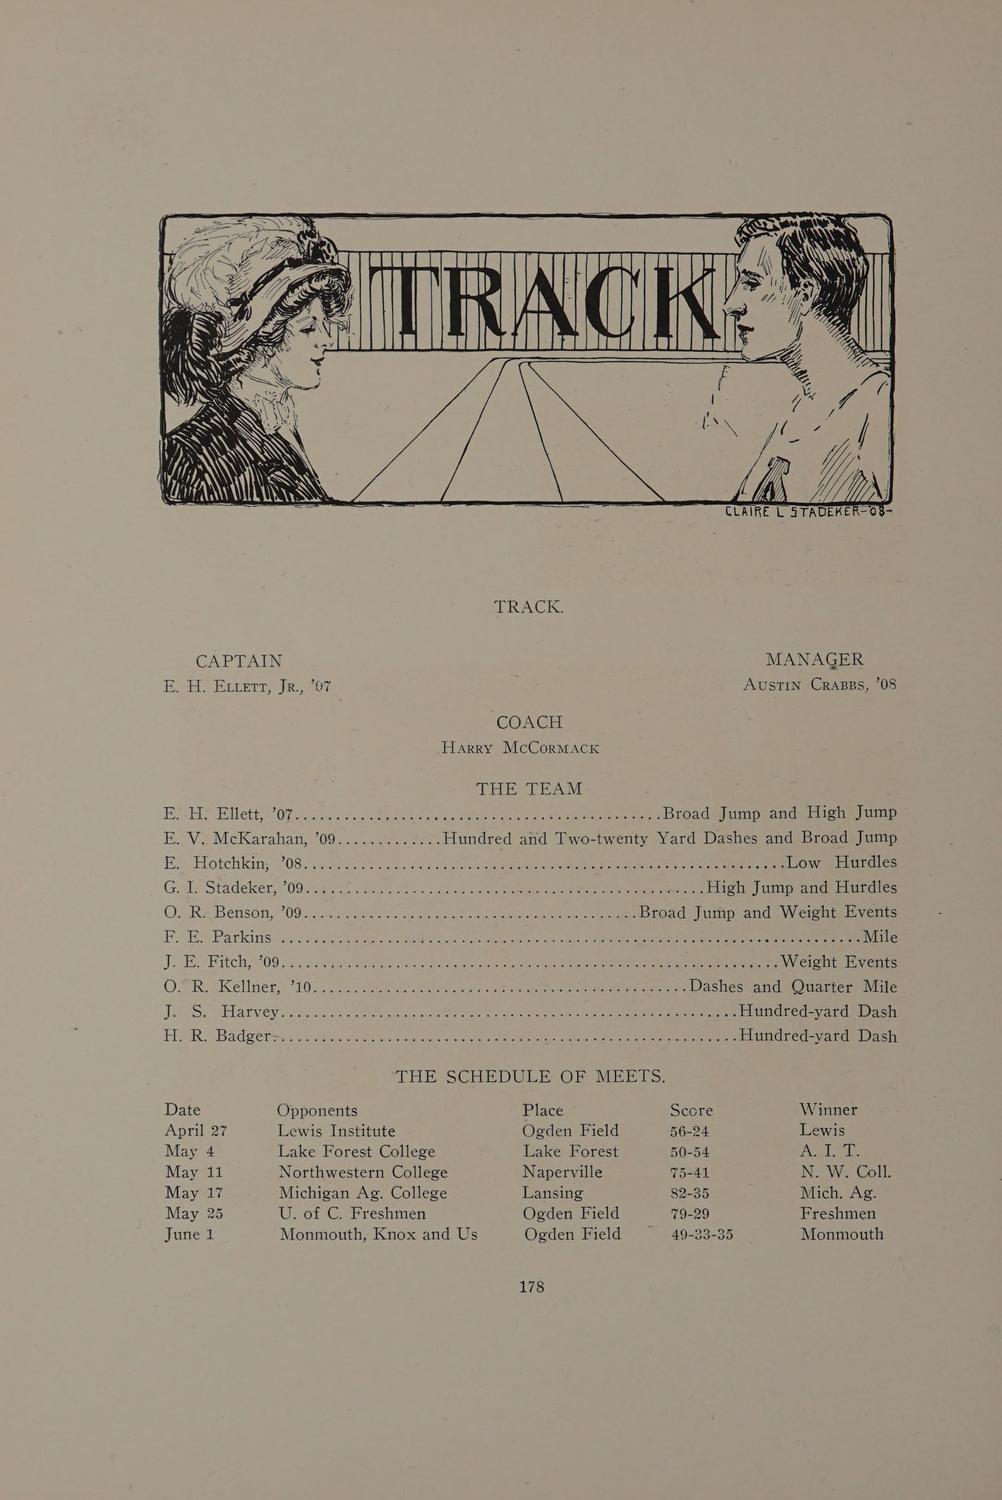 TRACK
A
CLAIRE L STADEKER-'08-
TRACK.
CAPTAIN
E. H. Ellett, Jr., '07
MANAGER
Austin Crabbs, '08
COACH
Harry McCormack
THE TEAM
E. H. Ellett, '07 Broad Jump and High Jump
E. V. McKarahan, '09 Hundred and Two-twenty Yard Dashes and Broad Jump
E. Hotchkin, '08 Low Hurdles
G. I. Stadeker, '09 High Jump and Hurdles
O. R. Benson, '09 Broad Jump and Weight Events
F. E. Parkins Mile
J. E. Fitch, '09 Weight Events
O. R. Kellner, '10 Dashes and Quarter Mile
J. S. Harvey Hundred-yard Dash
H. R. Badger Hundred-yard Dash
THE SCHEDULE OF MEETS.
Date Opponents Place Score Winner
April 27 Lewis Institute Ogden Field 56-24 Lewis
May 4 Lake Forest College Lake Forest 50-54 A. I. T.
May 11 Northwestern College Naperville 75-41 N. W. Coll.
May 17 Michigan Ag. College Lansing 82-35 Mich. Ag.
May 25 U. of C. Freshmen Ogden Field 79-29 Freshmen
June 1 Monmouth, Knox and Us Ogden Field 49-33-35 Monmouth
178